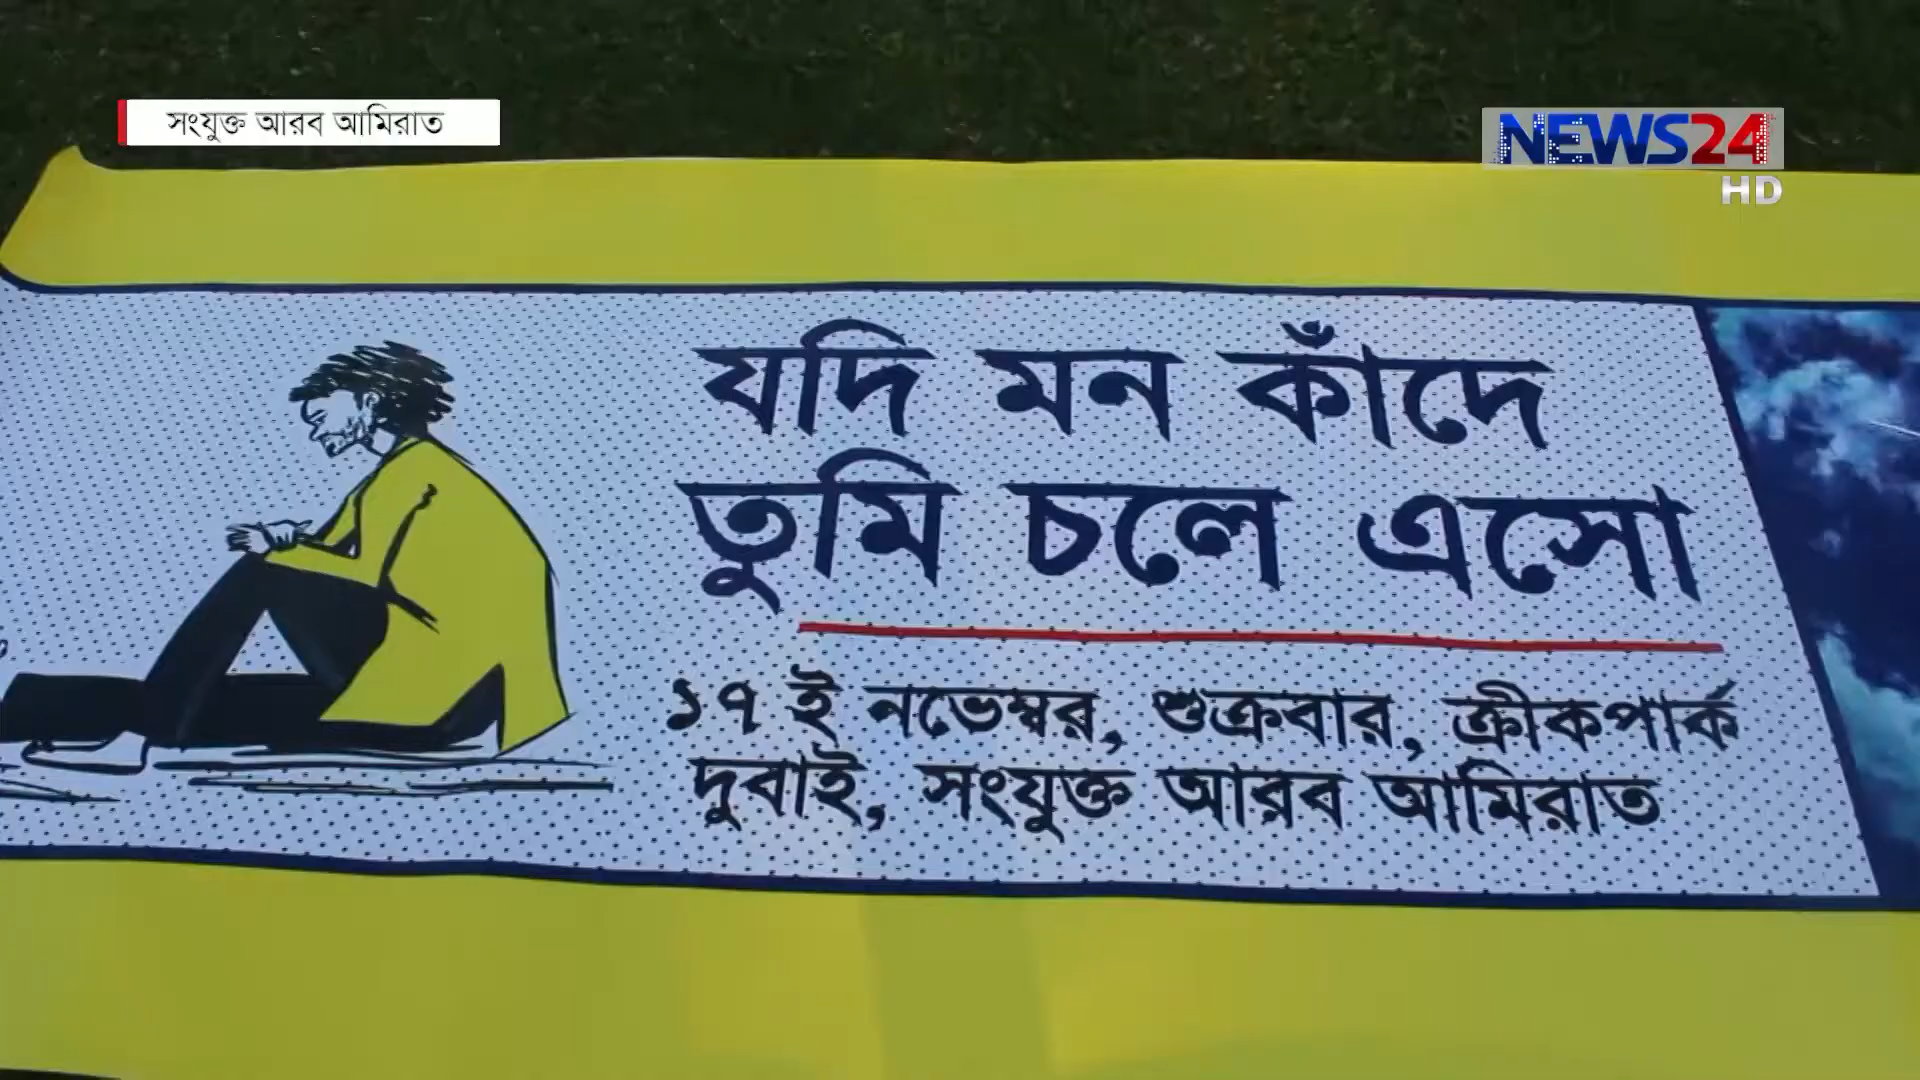 সংযুক্ত আরব আমিরাত
NEWS24
HD
যদি মন কাঁদে
তুমি চলে এসো
১৭ ই নভেম্বর, শুক্রবার, ক্রীকপার্ক
দুবাই, সংযুক্ত আরব আমিরাত